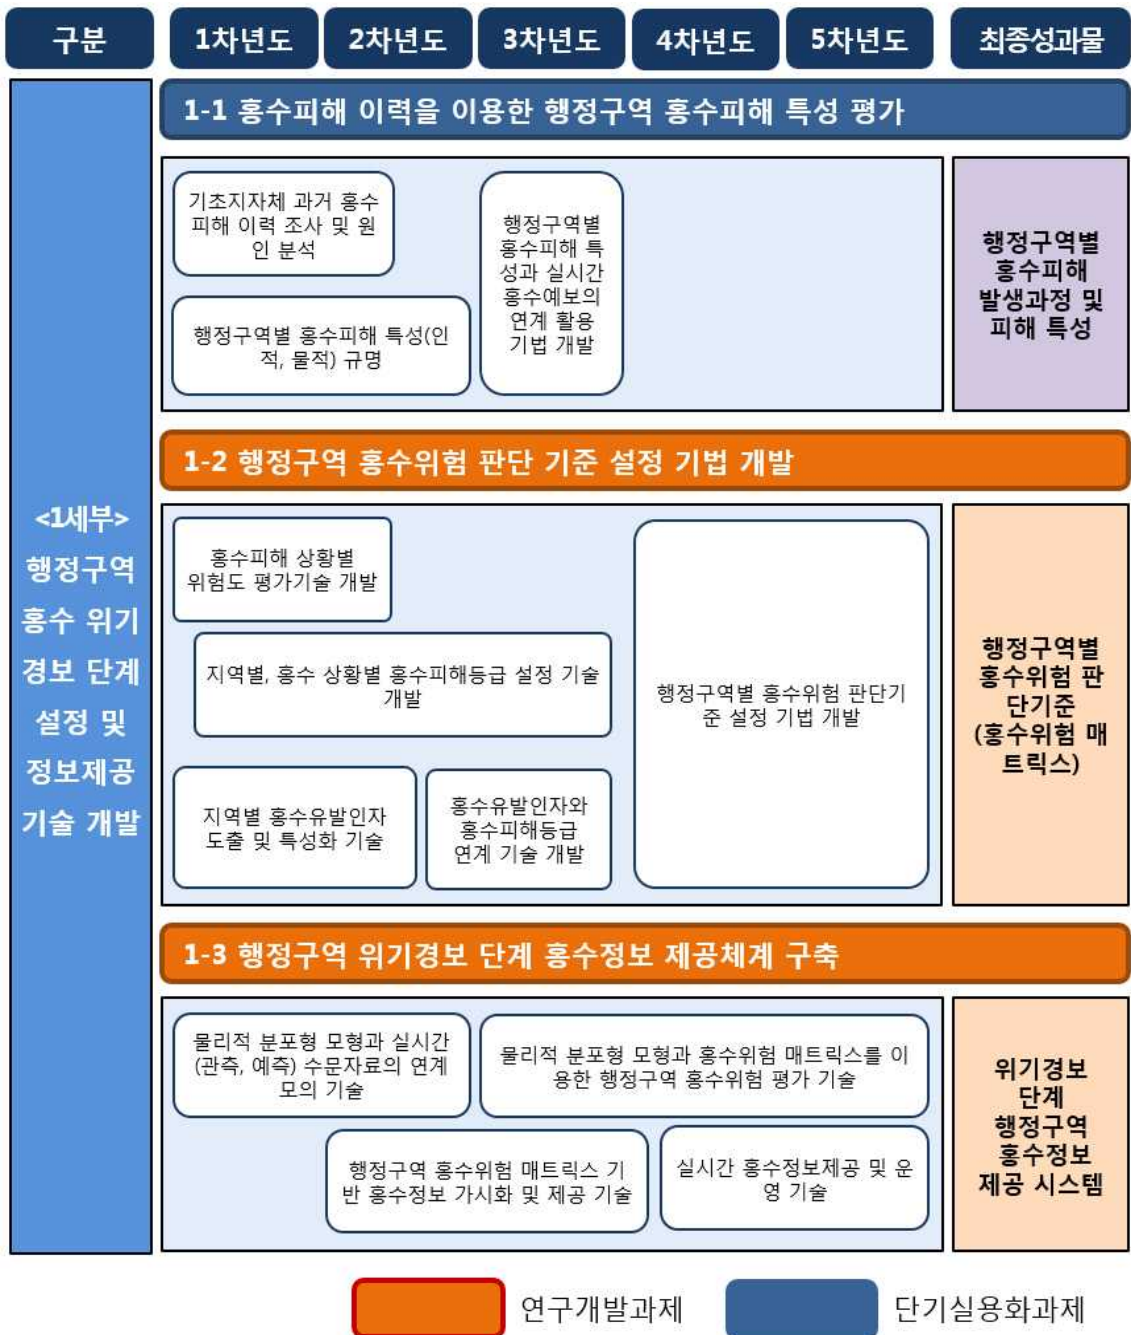 구분
1차년도
2차년도
3차년도
4차년도
5차년도
최종성과물
<1세부>
행정구역
홍수 위기
경보 단계
설정 및
정보제공
기술 개발
1-1 홍수피해 이력을 이용한 행정구역 홍수피해 특성 평가
기초지자체 과거 홍수
피해 이력 조사 및 원
인 분석
행정구역별 홍수피해 특성(인
적, 물적) 규명
행정구역별
홍수피해 특
성과 실시간
홍수예보의
연계 활용
기법 개발
행정구역별
홍수피해
발생과정 및
피해 특성
1-2 행정구역 홍수위험 판단 기준 설정 기법 개발
홍수피해 상황별
위험도 평가기술 개발
지역별, 홍수 상황별 홍수피해등급 설정 기술
개발
지역별 홍수유발인자
도출 및 특성화 기술
홍수유발인자와
홍수피해등급
연계 기술 개발
행정구역별 홍수위험 판단기
준 설정 기법 개발
행정구역별
홍수위험 판
단기준
(홍수위험 매
트릭스)
1-3 행정구역 위기경보 단계 홍수정보 제공체계 구축
물리적 분포형 모형과 실시간
(관측, 예측) 수문자료의 연계
모의 기술
물리적 분포형 모형과 홍수위험 매트릭스를 이
용한 행정구역 홍수위험 평가 기술
행정구역 홍수위험 매트릭스 기
반 홍수정보 가시화 및 제공 기술
실시간 홍수정보제공 및 운
영 기술
위기경보
단계
행정구역
홍수정보
제공 시스템
연구개발과제
단기실용화과제